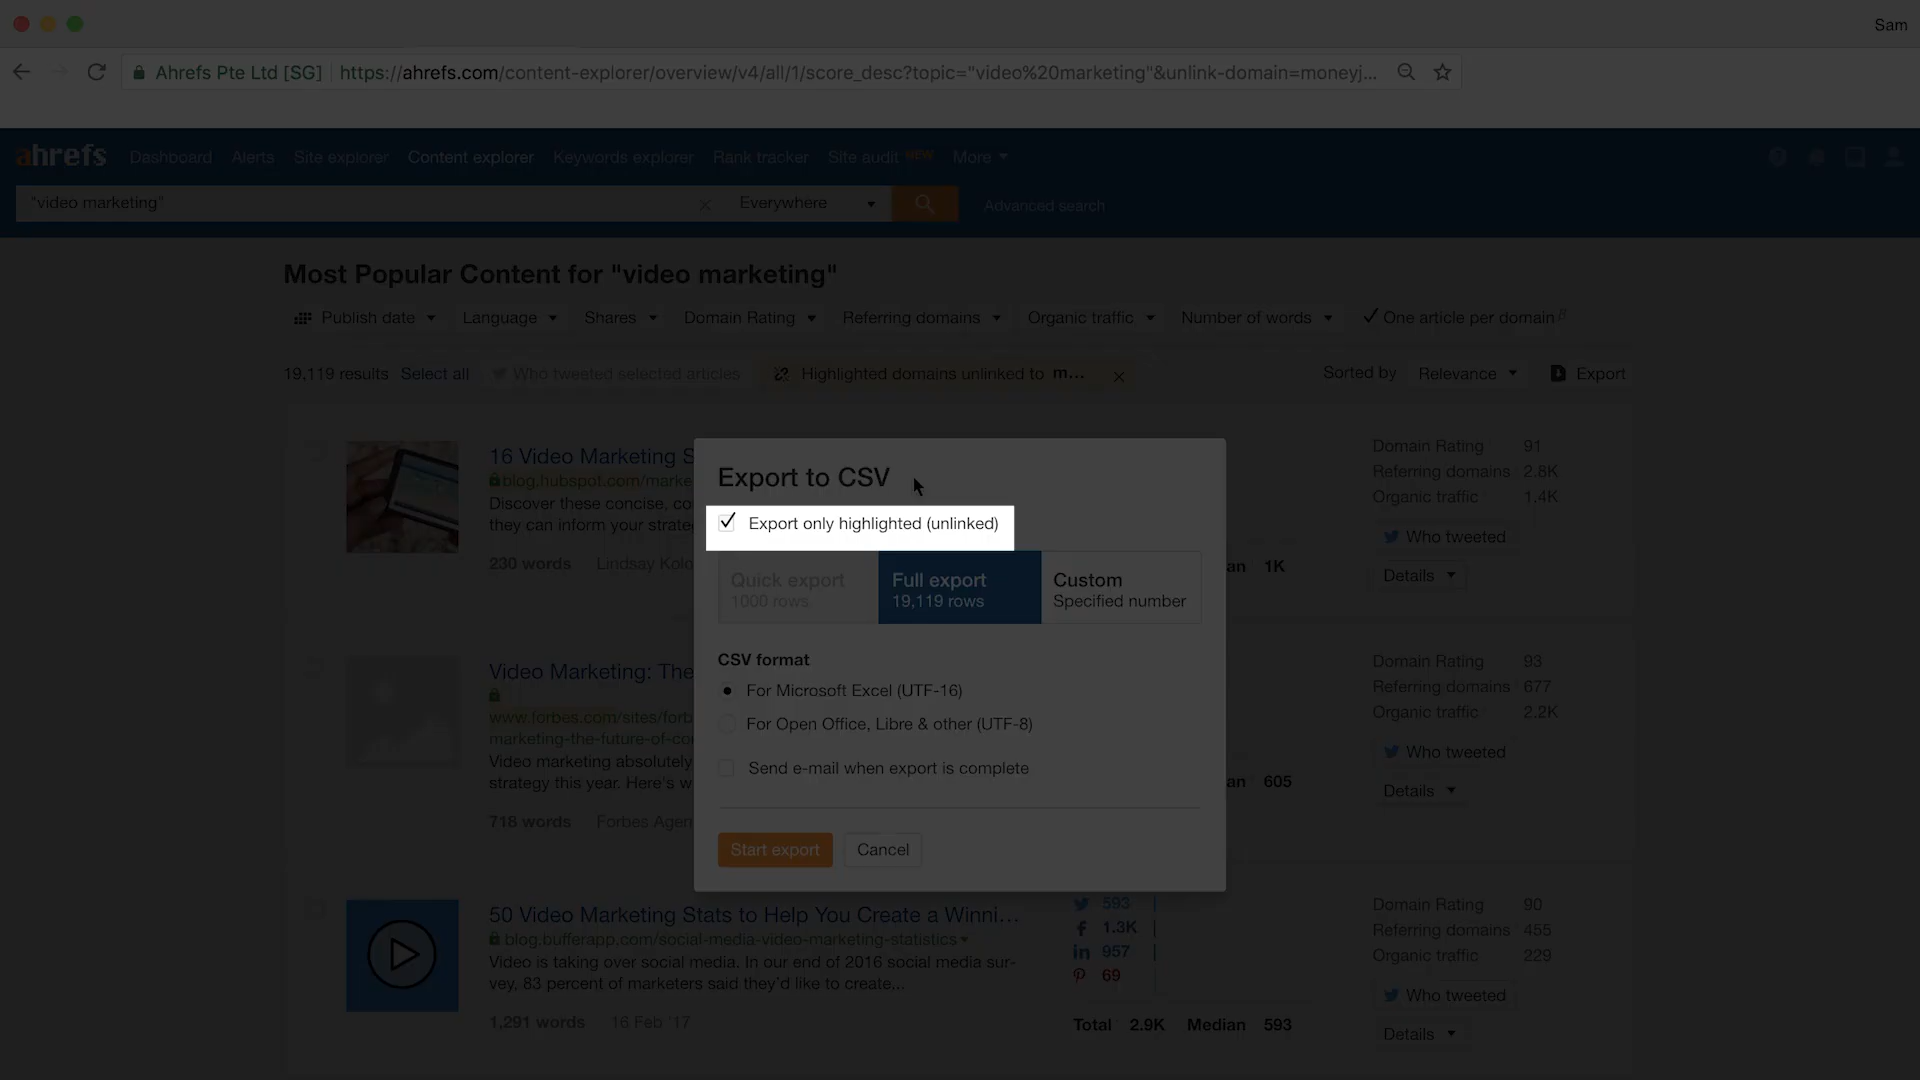 Sam
Ahrefs Pte Ltd [SG] https://ahrefs.com/content-explorer/overview/v4/all/1/score_desc?topic="video%20marketing"&unlink-domain=moneyj...
ahrefs Dashboard Alerts Site explorer Content explorer Keywords explorer Rank tracker Site audit NEW More
"video marketing" Everywhere Advanced search
Most Popular Content for "video marketing"
Publish date Language Shares Domain Rating Referring domains Organic traffic Number of words One article per domain β
19,119 results Select all Who tweeted selected articles Highlighted domains unlinked to m... Sorted by Relevance Export
16 Video Marketing S
blog.hubspot.com/marke
Discover these concise, co
they can inform your strate
230 words Lindsay Kolo
an 1K
Domain Rating 91
Referring domains 2.8K
Organic traffic 1.4K
Who tweeted
Details
Export to CSV
Export only highlighted (unlinked)
Quick export
1000 rows
Full export
19,119 rows
Custom
Specified number
CSV format
For Microsoft Excel (UTF-16)
For Open Office, Libre & other (UTF-8)
Send e-mail when export is complete
Start export Cancel
Video Marketing: The
www.forbes.com/sites/forb
marketing-the-future-of-co
Video marketing absolutely
strategy this year. Here's w
718 words Forbes Agen
an 605
Domain Rating 93
Referring domains 677
Organic traffic 2.2K
Who tweeted
Details
50 Video Marketing Stats to Help You Create a Winni...
blog.bufferapp.com/social-media-video-marketing-statistics
Video is taking over social media. In our end of 2016 social media sur-
vey, 83 percent of marketers said they'd like to create...
1,291 words 16 Feb '17
593
1.3K
957
69
Total 2.9K Median 593
Domain Rating 90
Referring domains 455
Organic traffic 229
Who tweeted
Details